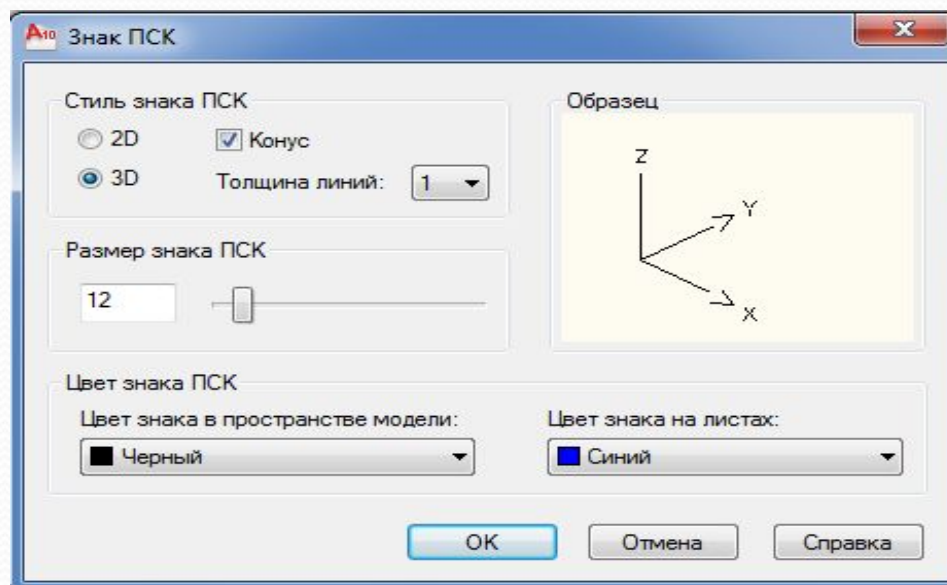 A10 Знак ПСК
Стиль знака ПСК
2D
Конус
3D
Толщина линий: 1
Образец
Z
Y
X
Размер знака ПСК
12
Цвет знака ПСК
Цвет знака в пространстве модели:
Черный
Цвет знака на листах:
Синий
OK Отмена Справка